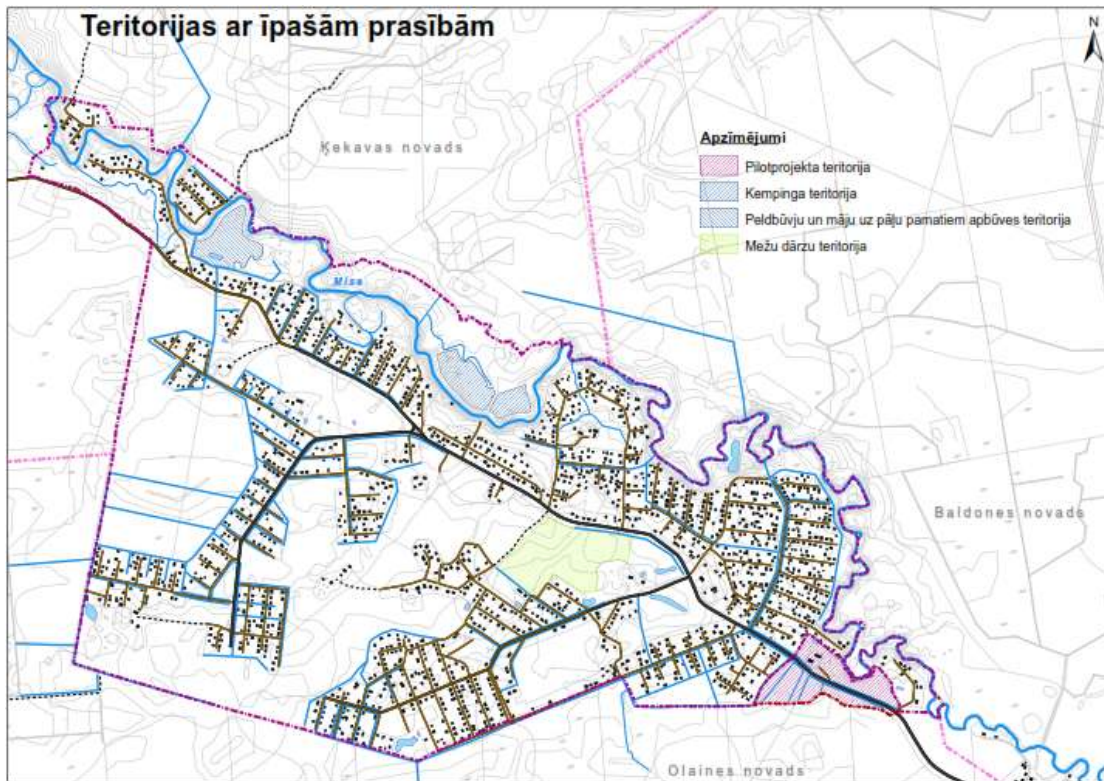 Teritorijas ar īpašām prasībām
N
Ķekavas novads
Apzīmējumi
Pilotprojekta teritorija
Kempinga teritorija
Peldbūvju un māju uz pāļu pamatiem apbūves teritorija
Mežu dārzu teritorija
Misa
Baldones novads
Olaines novads